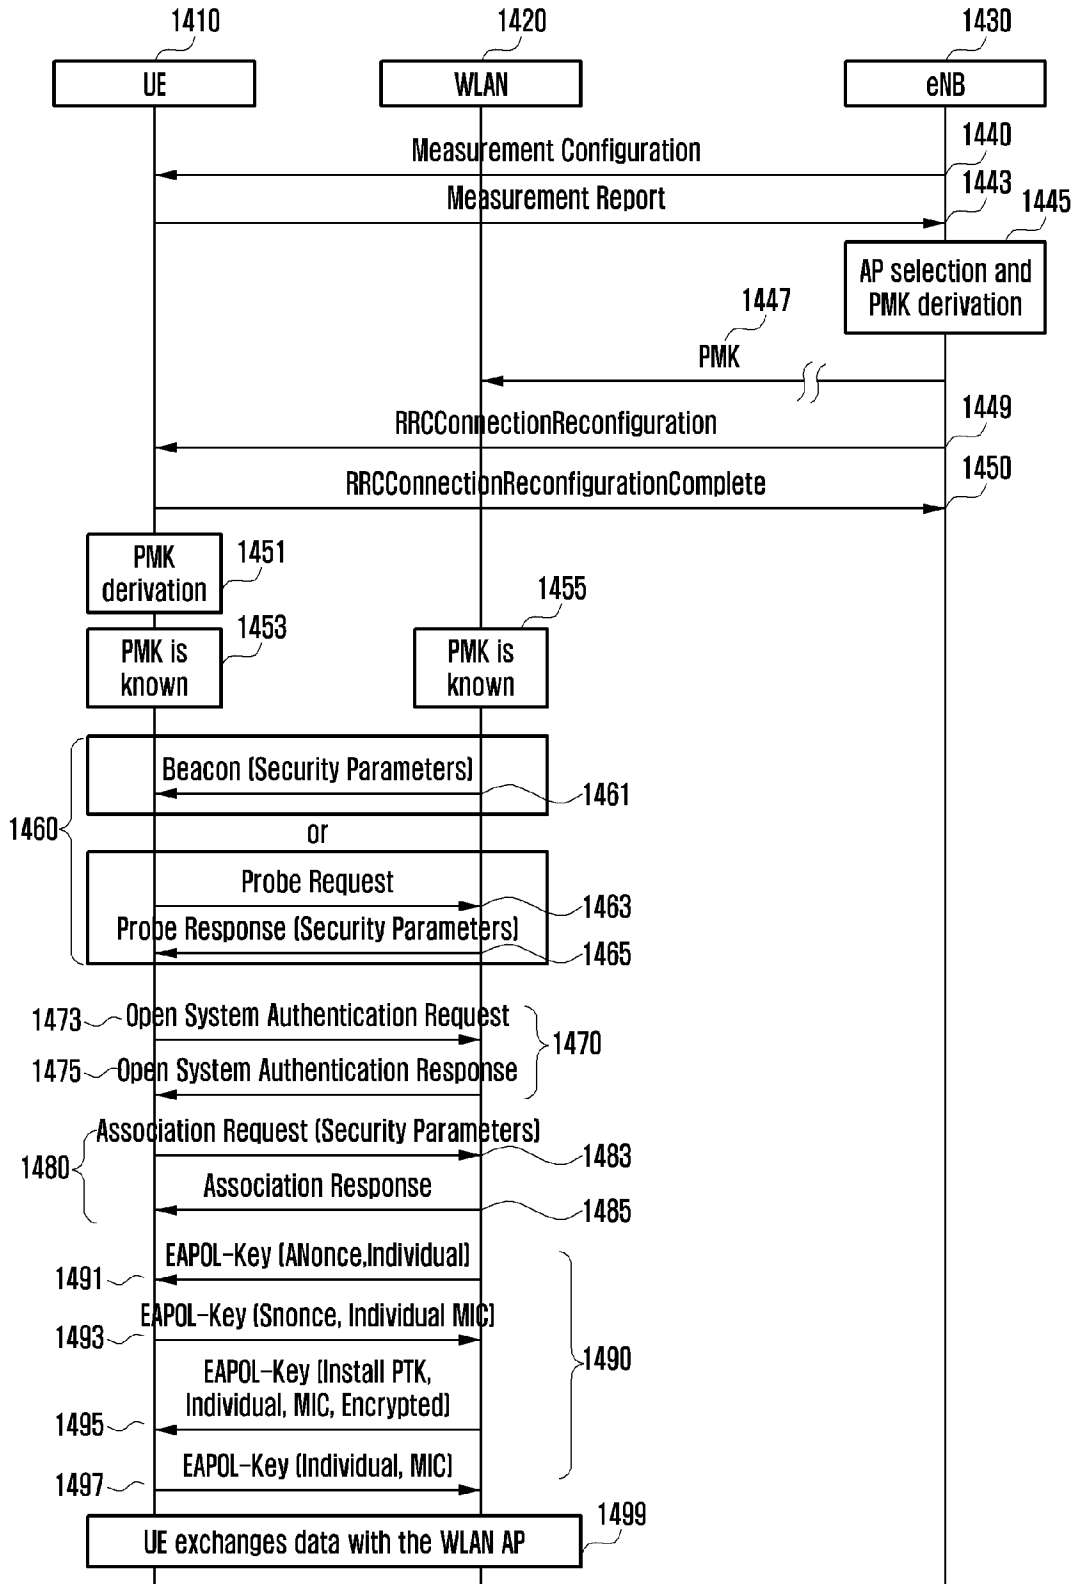 1410
1420
1430
UE
WLAN
eNB
Measurement Configuration
1440
Measurement Report
1443
1445
AP selection and
PMK derivation
1447
PMK
RRCConnectionReconfiguration
1449
RRCConnectionReconfigurationComplete
1450
PMK
derivation
1451
1455
PMK is
known
1453
PMK is
known
1460
Beacon (Security Parameters)
1461
or
Probe Request
1463
Probe Response (Security Parameters)
1465
1473
Open System Authentication Request
1470
1475
Open System Authentication Response
Association Request (Security Parameters)
1480
1483
Association Response
1485
EAPOL-Key (ANonce,Individual)
1491
EAPOL-Key (Snonce, Individual MIC)
1493
1490
EAPOL-Key (Install PTK,
Individual, MIC, Encrypted)
1495
EAPOL-Key (Individual, MIC)
1497
1499
UE exchanges data with the WLAN AP